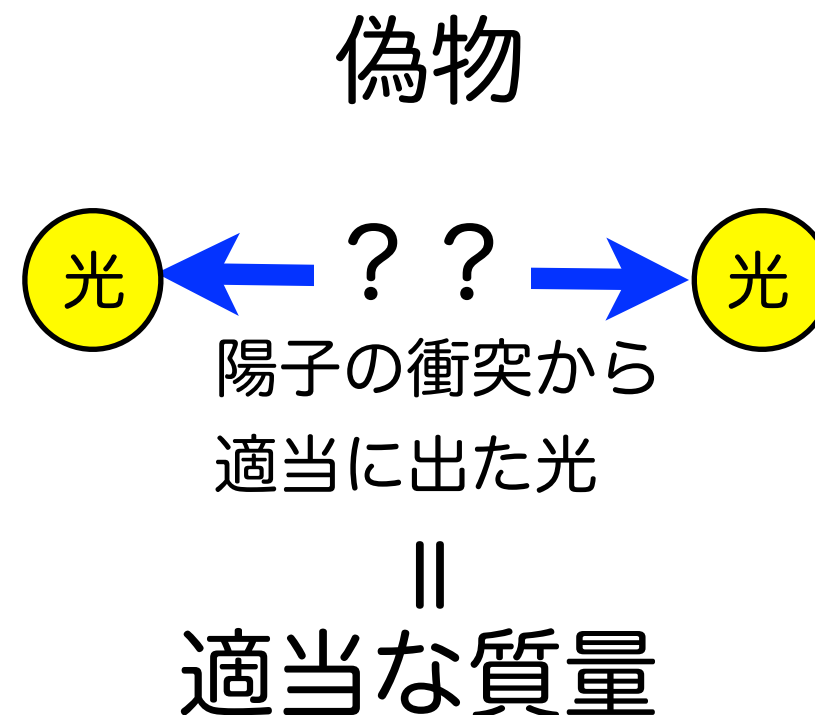 偽物
光 ？？ 光
陽子の衝突から
適当に出た光
＝
適当な質量